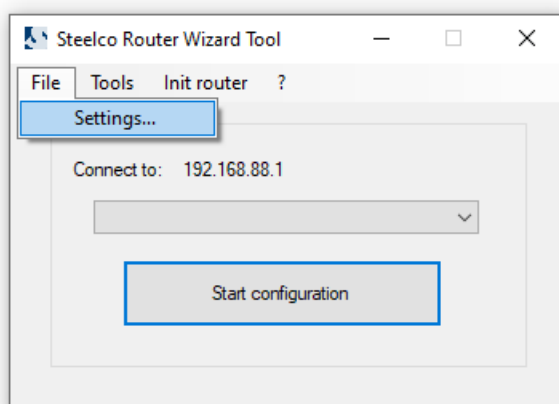 Steelco Router Wizard Tool
File Tools Init router ?
Settings...
Connect to: 192.168.88.1
Start configuration